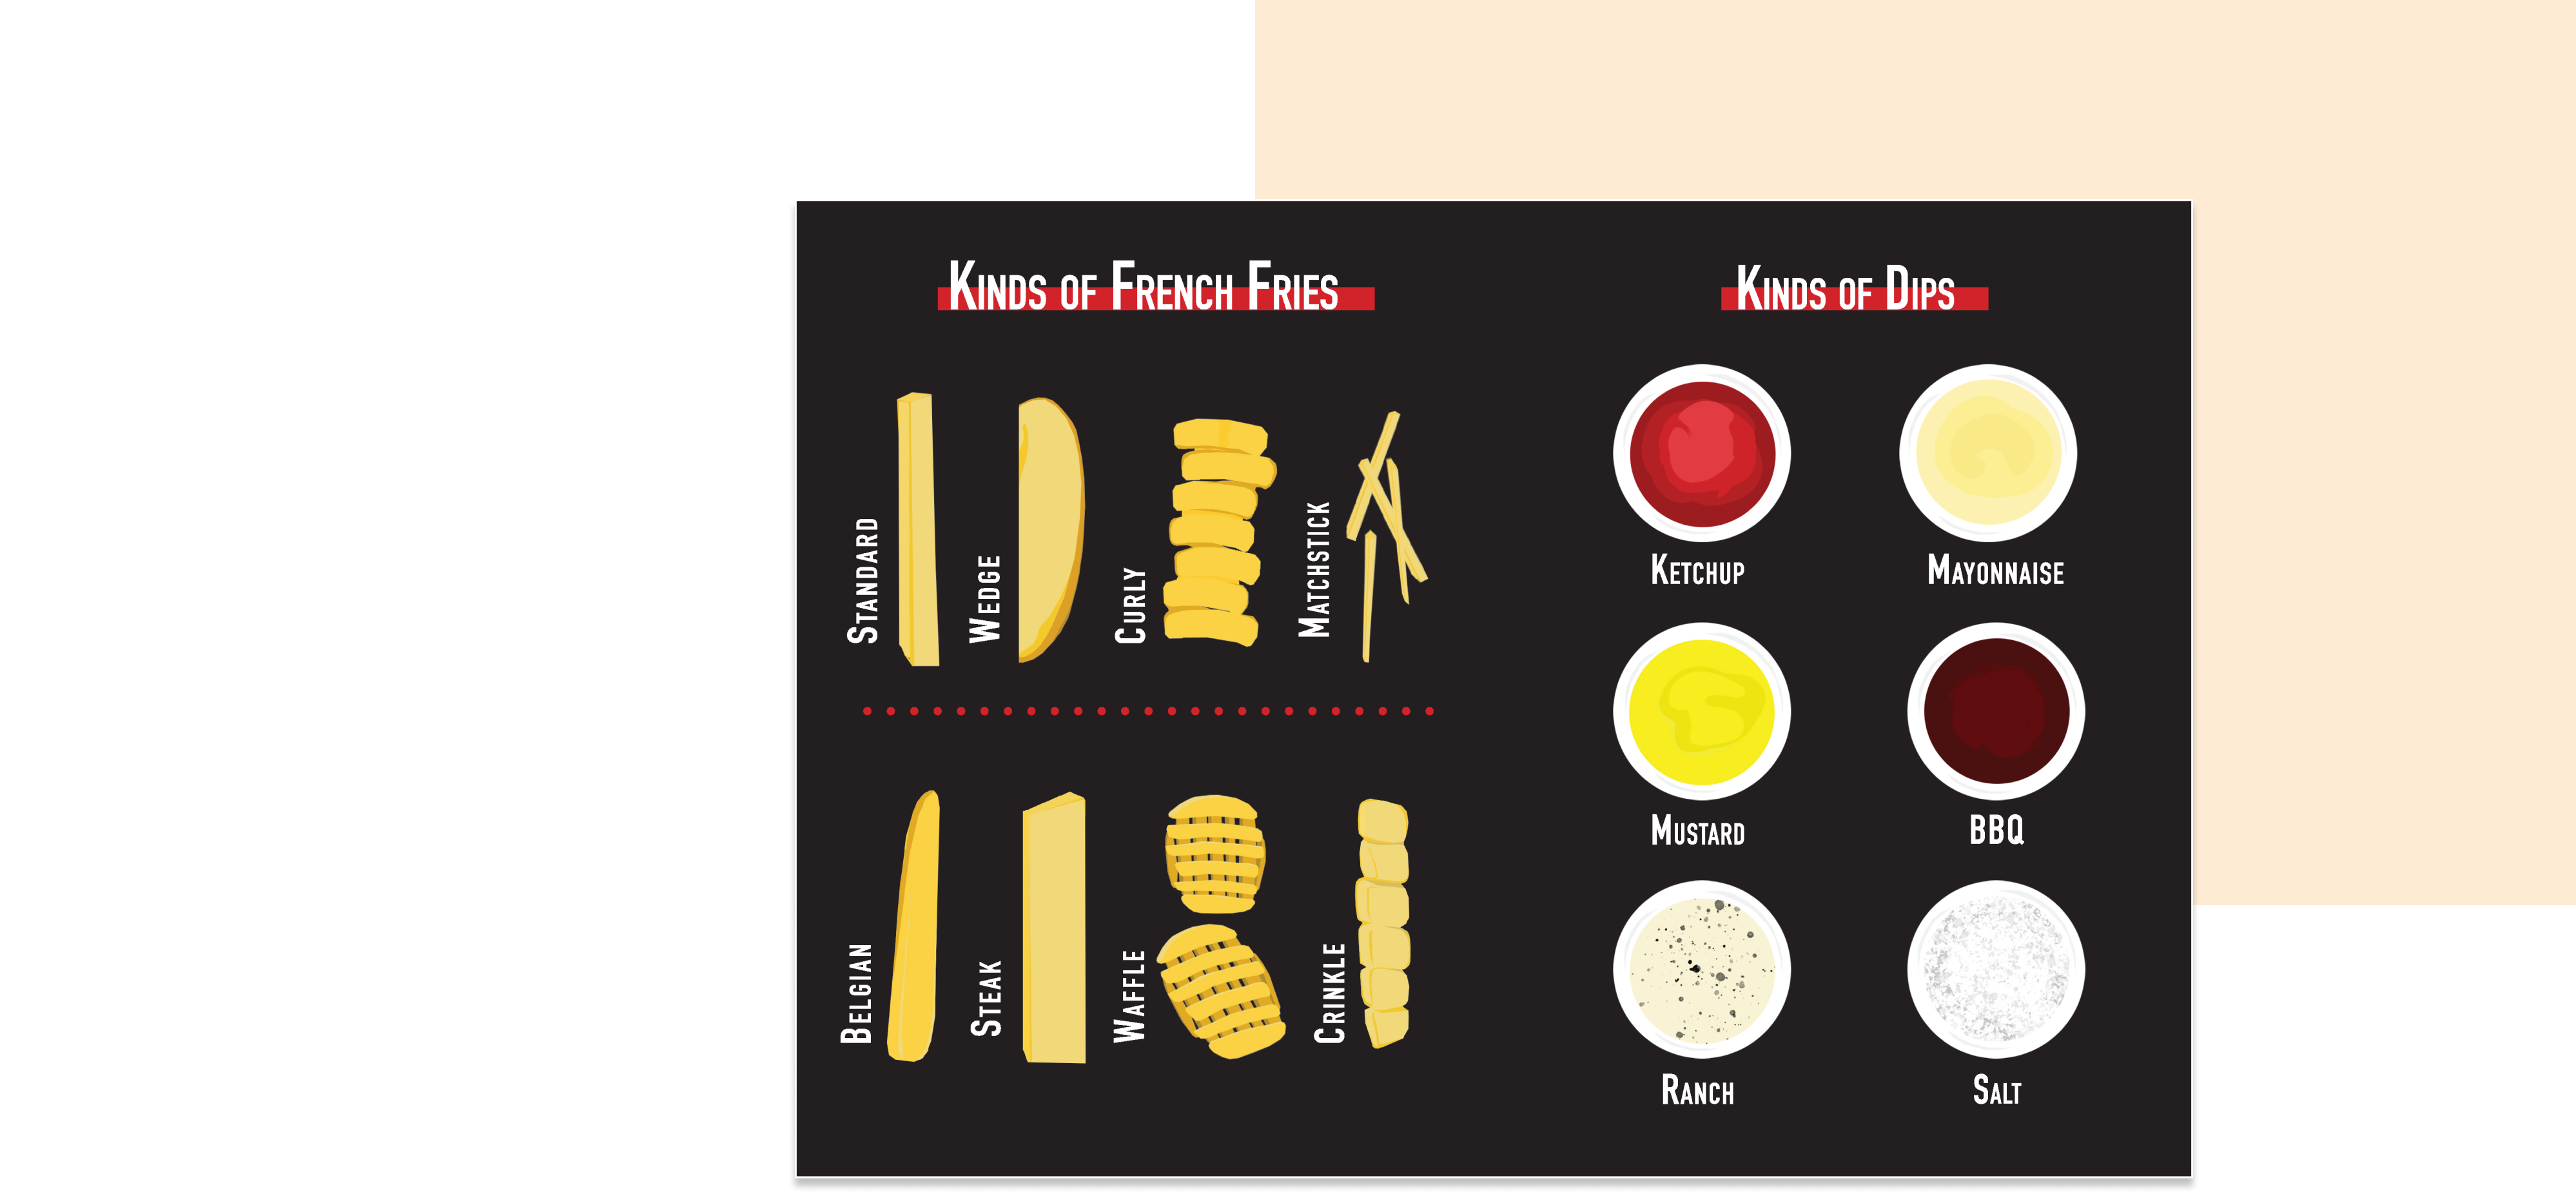 Kinds of French Fries
Standard
Wedge
Curly
Matchstick
Belgian
Steak
Waffle
Crinkle
Kinds of Dips
Ketchup
Mayonnaise
Mustard
BBQ
Ranch
Salt